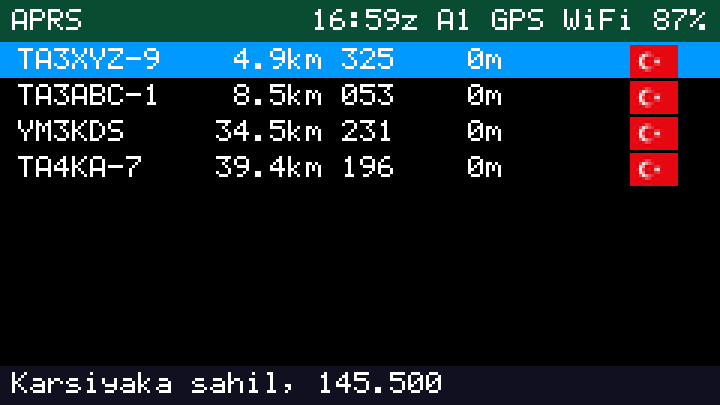 APRS 16:59z A1 GPS WiFi 87%
TA3XYZ-9 4.9km 325 0m
TA3ABC-1 8.5km 053 0m
YM3KDS 34.5km 231 0m
TA4KA-7 39.4km 196 0m
Karsiyaka sahil, 145.500